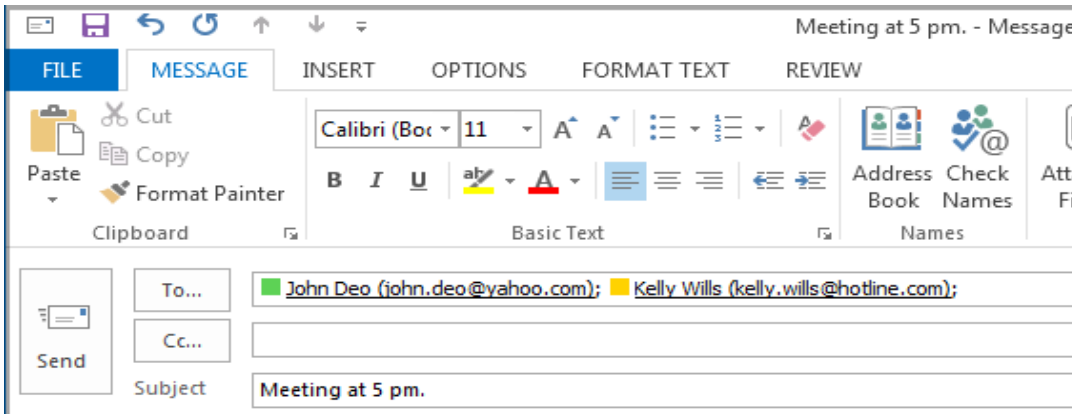 Meeting at 5 pm. - Message
FILE MESSAGE INSERT OPTIONS FORMAT TEXT REVIEW
Paste
Cut
Copy
Format Painter
Clipboard
Calibri (Boc 11
B I U
Basic Text
Address Book
Check Names
Names
To... John Deo (john.deo@yahoo.com); Kelly Wills (kelly.wills@hotline.com);
Cc...
Send
Subject Meeting at 5 pm.